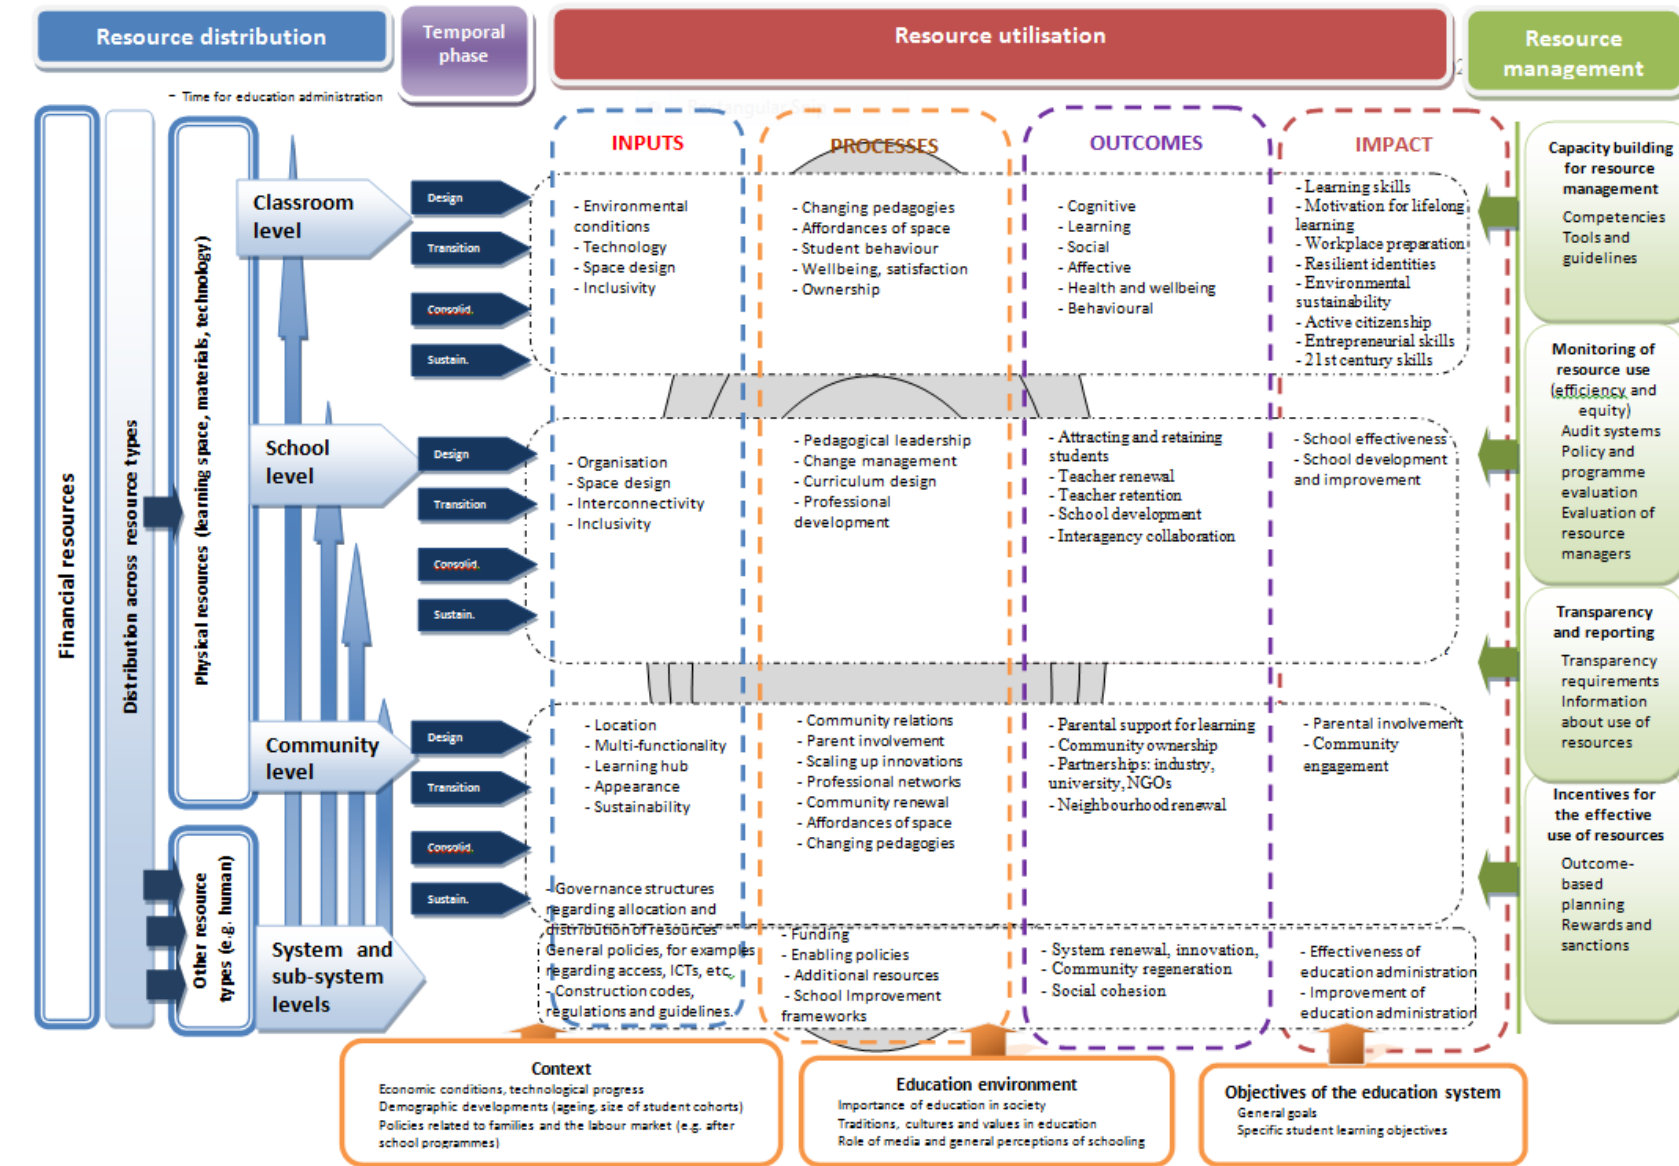 Resource distribution
Temporal
phase
Resource utilisation
Resource
management
– Time for education administration
Financial resources
Distribution across resource types
Physical resources (learning space, materials, technology)
Other resource
types (e.g. human)
Classroom
level
Design
Transition
Consolid.
Sustain.
School
level
Design
Transition
Consolid.
Sustain.
Community
level
Design
Transition
Consolid.
Sustain.
System and
sub-system
levels
INPUTS
- Environmental
conditions
- Technology
- Space design
- Inclusivity
- Organisation
- Space design
- Interconnectivity
- Inclusivity
- Location
- Multi-functionality
- Learning hub
- Appearance
- Sustainability
- Governance structures
regarding allocation and
distribution of resources
General policies, for examples
regarding access, ICTs, etc.
- Construction codes,
regulations and guidelines.
PROCESSES
- Changing pedagogies
- Affordances of space
- Student behaviour
- Wellbeing, satisfaction
- Ownership
- Pedagogical leadership
- Change management
- Curriculum design
- Professional
development
- Community relations
- Parent involvement
- Scaling up innovations
- Professional networks
- Community renewal
- Affordances of space
- Changing pedagogies
- Funding
- Enabling policies
- Additional resources
- School Improvement
frameworks
OUTCOMES
- Cognitive
- Learning
- Social
- Affective
- Health and wellbeing
- Behavioural
- Attracting and retaining
students
- Teacher renewal
- Teacher retention
- School development
- Interagency collaboration
- Parental support for learning
- Community ownership
- Partnerships: industry,
university, NGOs
- Neighbourhood renewal
- System renewal, innovation,
- Community regeneration
- Social cohesion
IMPACT
- Learning skills
- Motivation for lifelong
learning
- Workplace preparation
- Resilient identities
- Environmental
sustainability
- Active citizenship
- Entrepreneurial skills
- 21st century skills
- School effectiveness
- School development
and improvement
- Parental involvement
- Community
engagement
- Effectiveness of
education administration
- Improvement of
education administration
Capacity building
for resource
management
Competencies
Tools and
guidelines
Monitoring of
resource use
(efficiency and
equity)
Audit systems
Policy and
programme
evaluation
Evaluation of
resource
managers
Transparency
and reporting
Transparency
requirements
Information
about use of
resources
Incentives for
the effective
use of resources
Outcome-
based
planning
Rewards and
sanctions
Context
Economic conditions, technological progress
Demographic developments (ageing, size of student cohorts)
Policies related to families and the labour market (e.g. after
school programmes)
Education environment
Importance of education in society
Traditions, cultures and values in education
Role of media and general perceptions of schooling
Objectives of the education system
General goals
Specific student learning objectives